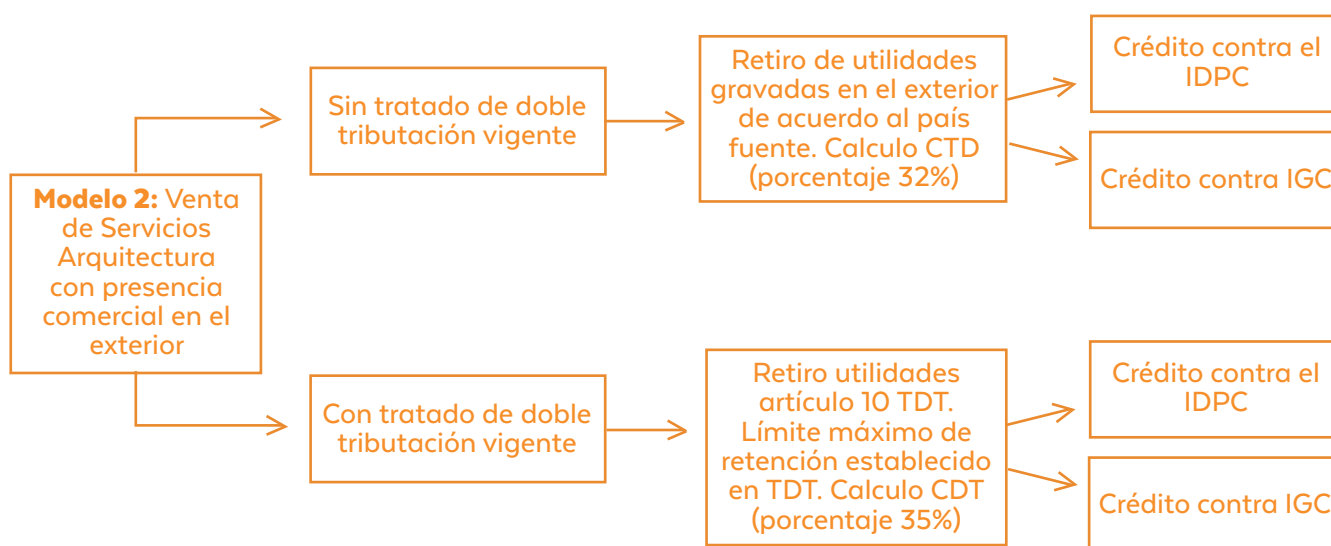 Modelo 2: Venta
de Servicios
Arquitectura
con presencia
comercial en el
exterior
Sin tratado de doble
tributación vigente
Retiro de utilidades
gravadas en el exterior
de acuerdo al país
fuente. Calculo CTD
(porcentaje 32%)
Crédito contra el
IDPC
Crédito contra IGC
Con tratado de doble
tributación vigente
Retiro utilidades
artículo 10 TDT.
Límite máximo de
retención establecido
en TDT. Calculo CDT
(porcentaje 35%)
Crédito contra el
IDPC
Crédito contra IGC